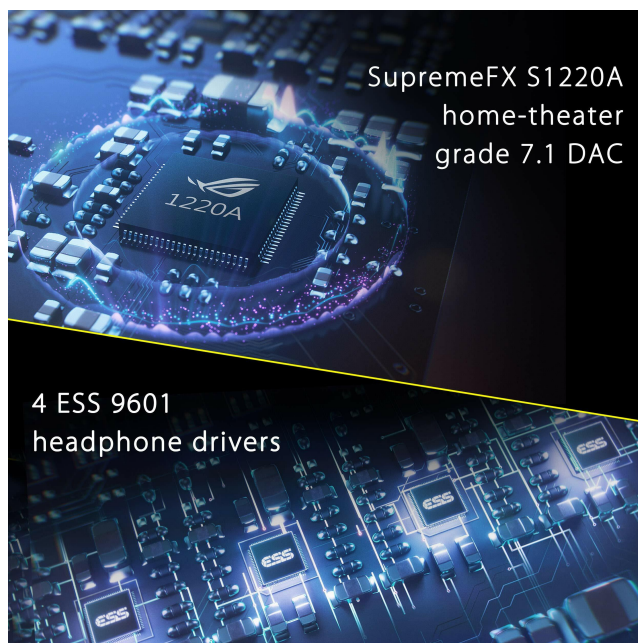 SupremeFX S1220A
home-theater
grade 7.1 DAC
1220A
4 ESS 9601
headphone drivers
ESS
ESS
ESS
ESS